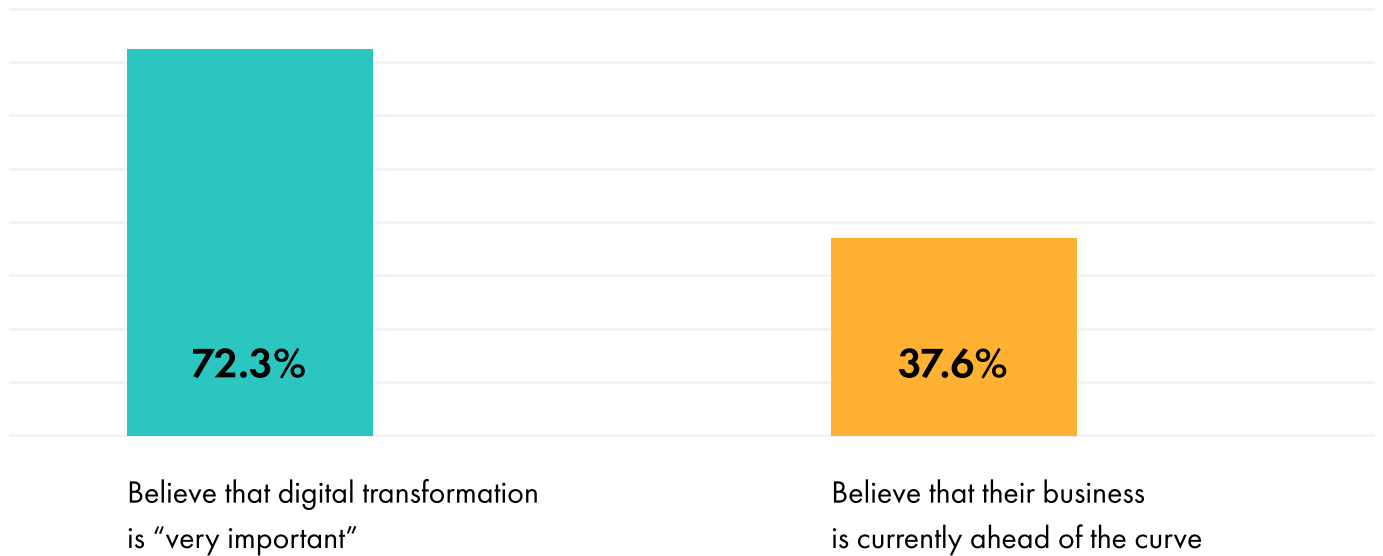 72.3%
37.6%
Believe that digital transformation
is “very important”
Believe that their business
is currently ahead of the curve